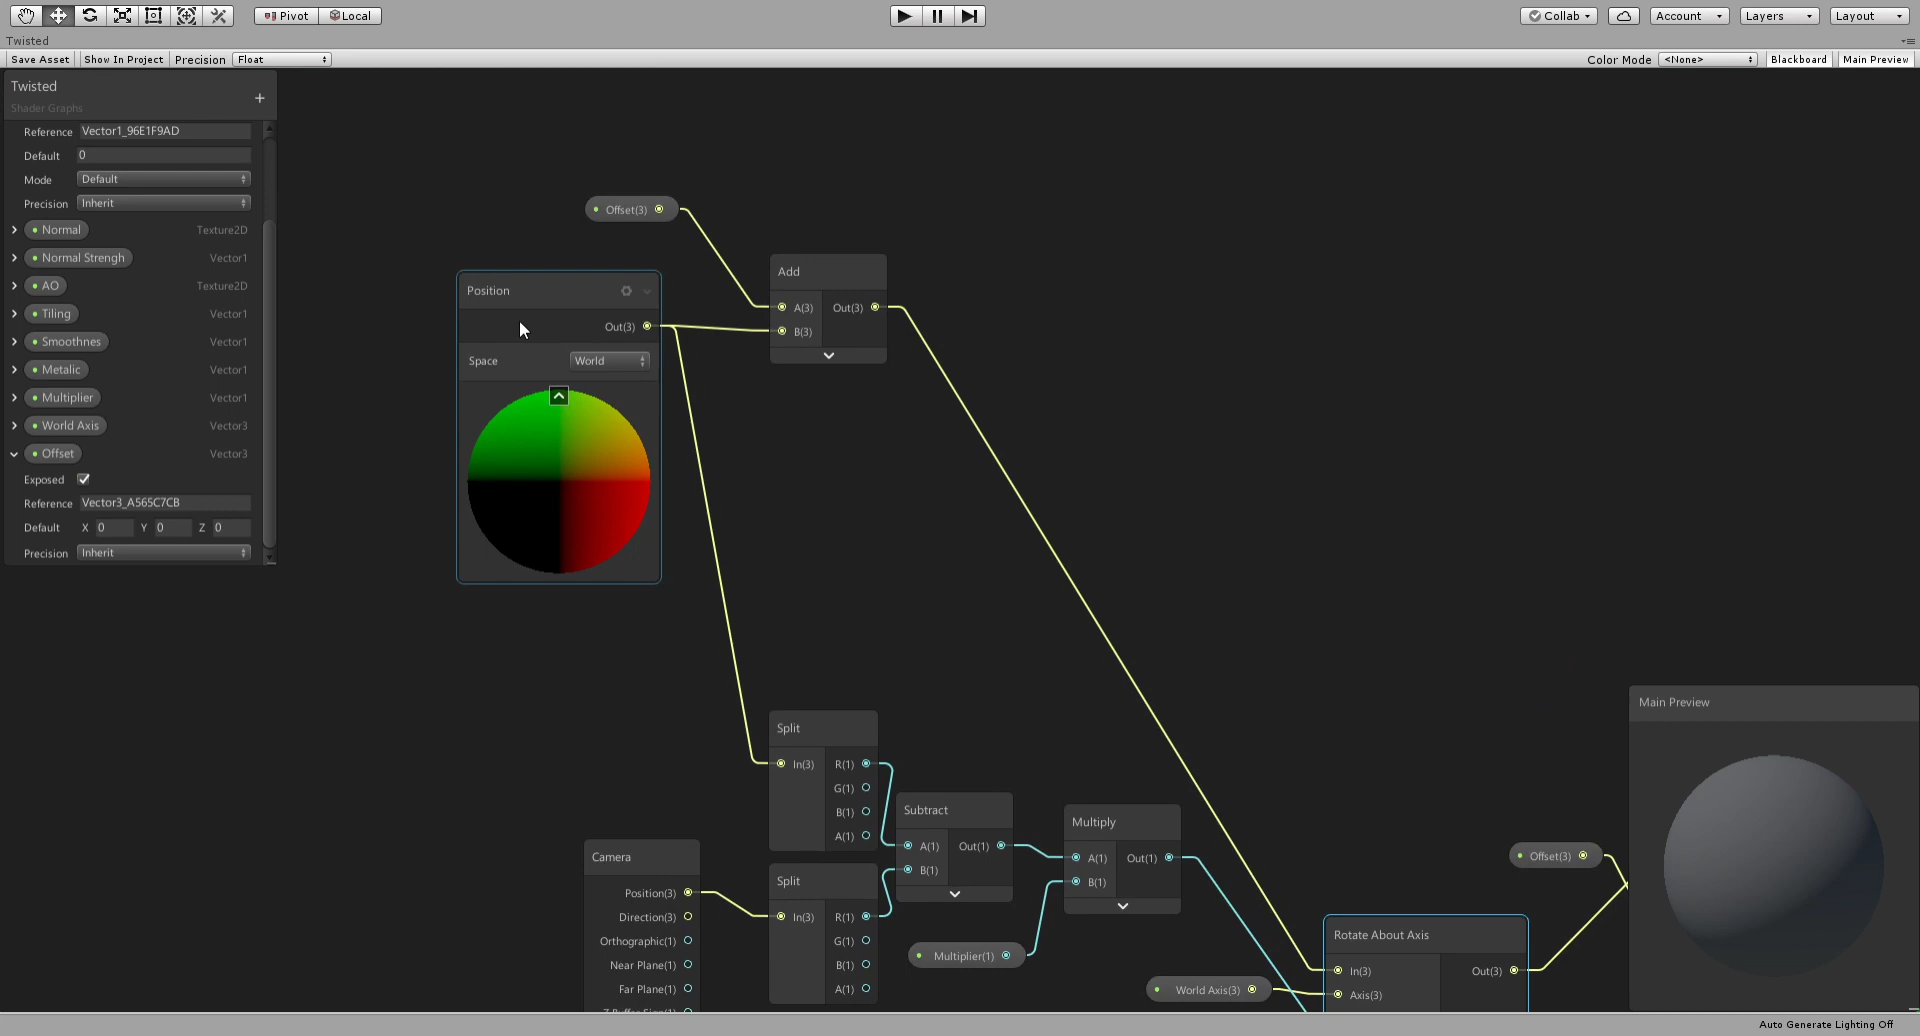 Pivot
Local
Collab
Account
Layers
Layout
Twisted
Save Asset
Show In Project
Precision
Float
Color Mode
<None>
Blackboard
Main Preview
Twisted
Shader Graphs
+
Reference Vector1_96E1F9AD
Default 0
Mode Default
Precision Inherit
Normal Texture2D
Normal Strengh Vector1
AO Texture2D
Tiling Vector1
Smoothnes Vector1
Metalic Vector1
Multiplier Vector1
World Axis Vector3
Offset Vector3
Exposed
Reference Vector3_A565C7CB
Default X 0 Y 0 Z 0
Precision Inherit
Offset(3)
Position
Out(3)
Space World
Add
A(3) Out(3)
B(3)
Split
In(3) R(1)
G(1)
B(1)
A(1)
Subtract
A(1) Out(1)
B(1)
Multiply
A(1) Out(1)
B(1)
Camera
Position(3)
Direction(3)
Orthographic(1)
Near Plane(1)
Far Plane(1)
Split
In(3) R(1)
G(1)
B(1)
A(1)
Multiplier(1)
World Axis(3)
Offset(3)
Rotate About Axis
In(3) Out(3)
Axis(3)
Main Preview
Auto Generate Lighting Off